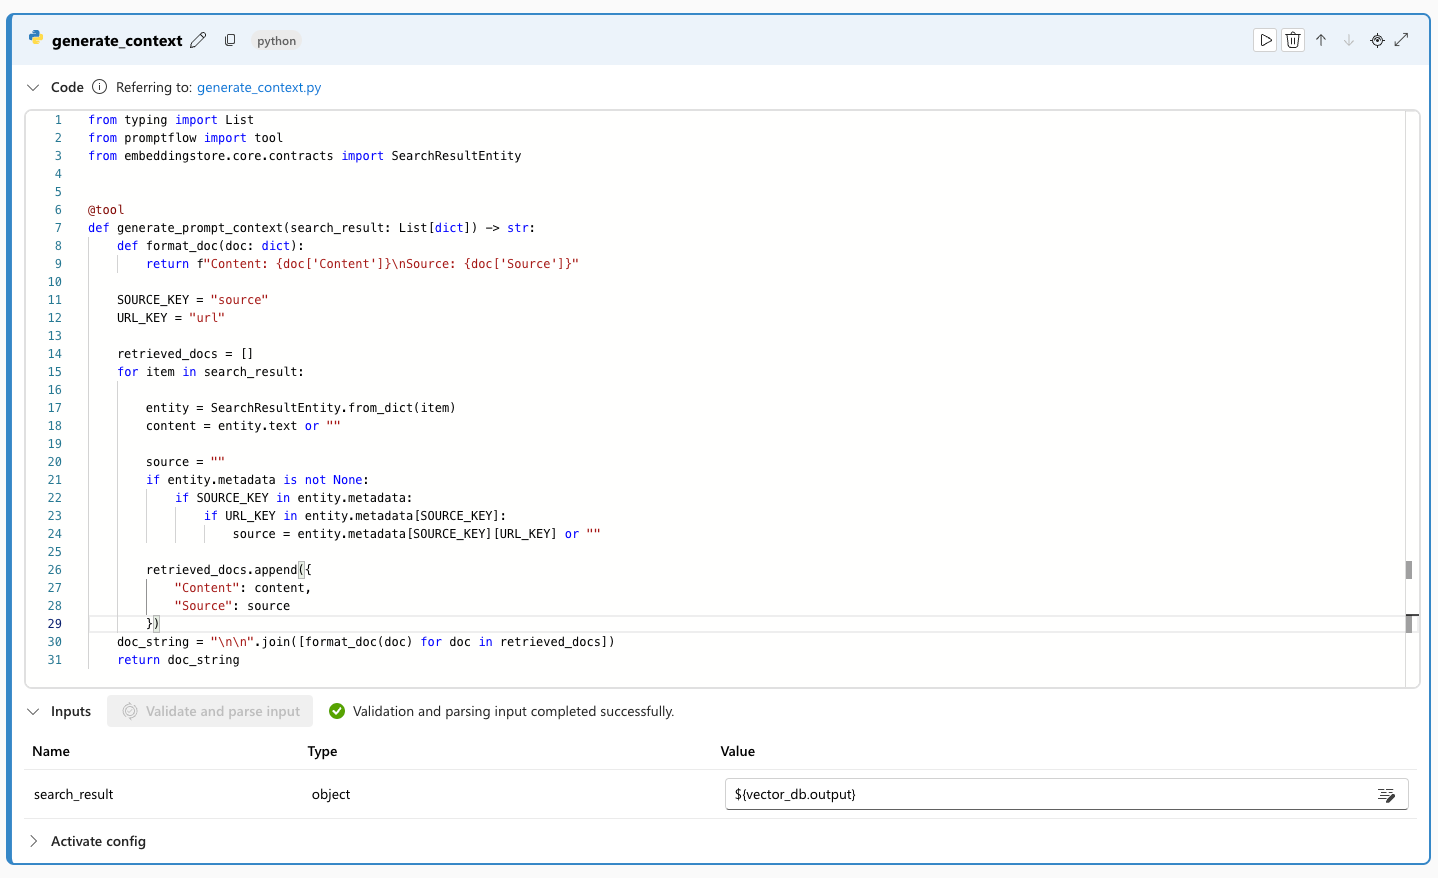 generate_context python
Code Referring to: generate_context.py
1 from typing import List
2 from promptflow import tool
3 from embeddingstore.core.contracts import SearchResultEntity
4
5
6 @tool
7 def generate_prompt_context(search_result: List[dict]) -> str:
8     def format_doc(doc: dict):
9         return f"Content: {doc['Content']}\nSource: {doc['Source']}"
10
11     SOURCE_KEY = "source"
12     URL_KEY = "url"
13
14     retrieved_docs = []
15     for item in search_result:
16
17         entity = SearchResultEntity.from_dict(item)
18         content = entity.text or ""
19
20         source = ""
21         if entity.metadata is not None:
22             if SOURCE_KEY in entity.metadata:
23                 if URL_KEY in entity.metadata[SOURCE_KEY]:
24                     source = entity.metadata[SOURCE_KEY][URL_KEY] or ""
25
26         retrieved_docs.append({
27             "Content": content,
28             "Source": source
29         })
30     doc_string = "\n\n".join([format_doc(doc) for doc in retrieved_docs])
31     return doc_string
Inputs Validate and parse input Validation and parsing input completed successfully.
Name Type Value
search_result object ${vector_db.output}
Activate config